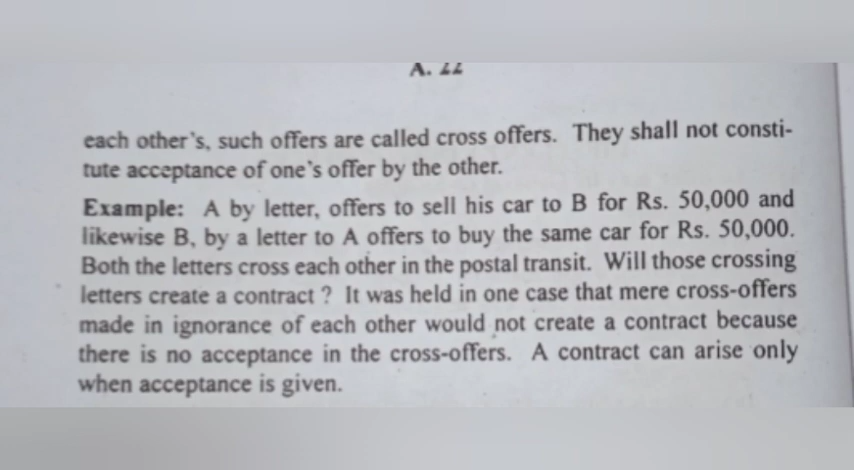 each other's, such offers are called cross offers. They shall not consti-
tute acceptance of one's offer by the other.
Example: A by letter, offers to sell his car to B for Rs. 50,000 and
likewise B, by a letter to A offers to buy the same car for Rs. 50,000.
Both the letters cross each other in the postal transit. Will those crossing
letters create a contract ? It was held in one case that mere cross-offers
made in ignorance of each other would not create a contract because
there is no acceptance in the cross-offers. A contract can arise only
when acceptance is given.